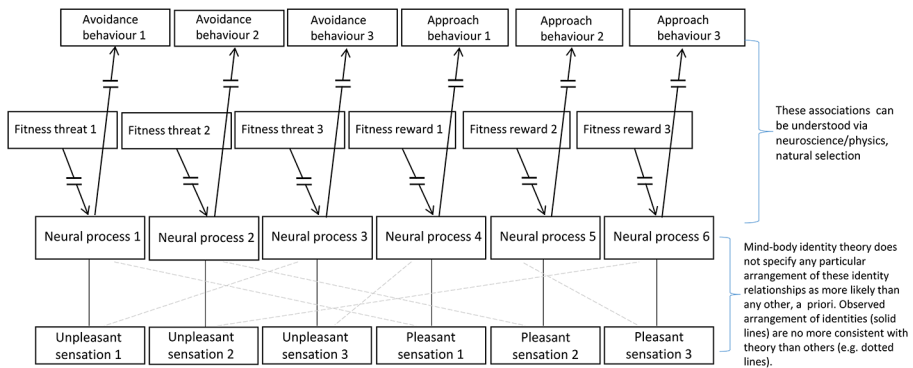 Avoidance
behaviour 1
Avoidance
behaviour 2
Avoidance
behaviour 3
Approach
behaviour 1
Approach
behaviour 2
Approach
behaviour 3
Fitness threat 1
Fitness threat 2
Fitness threat 3
Fitness reward 1
Fitness reward 2
Fitness reward 3
These associations can
be understood via
neuroscience/physics,
natural selection
Neural process 1
Neural process 2
Neural process 3
Neural process 4
Neural process 5
Neural process 6
Mind-body identity theory does
not specify any particular
arrangement of these identity
relationships as more likely than
any other, a priori. Observed
arrangement of identities (solid
lines) are no more consistent with
theory than others (e.g. dotted
lines).
Unpleasant
sensation 1
Unpleasant
sensation 2
Unpleasant
sensation 3
Pleasant
sensation 1
Pleasant
sensation 2
Pleasant
sensation 3